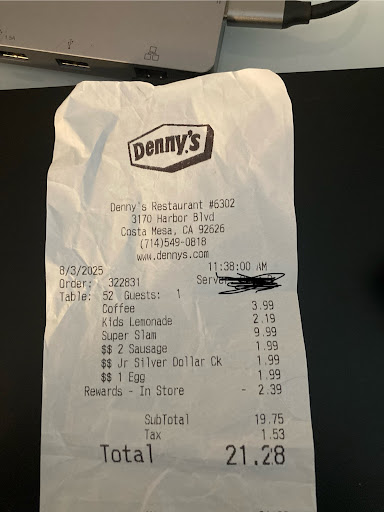 Denny's
Denny's Restaurant #6302
3170 Harbor Blvd
Costa Mesa, CA 92626
(714)549-0818
www.dennys.com
8/3/2025 11:38:00 AM
Order: 322831 Server
Table: 52 Guests: 1
Coffee 3.99
Kids Lemonade 2.19
Super Slam 9.99
$$ 2 Sausage 1.99
$$ Jr Silver Dollar Ck 1.99
$$ 1 Egg 1.99
Rewards - In Store - 2.39
SubTotal 19.75
Tax 1.53
Total 21.28